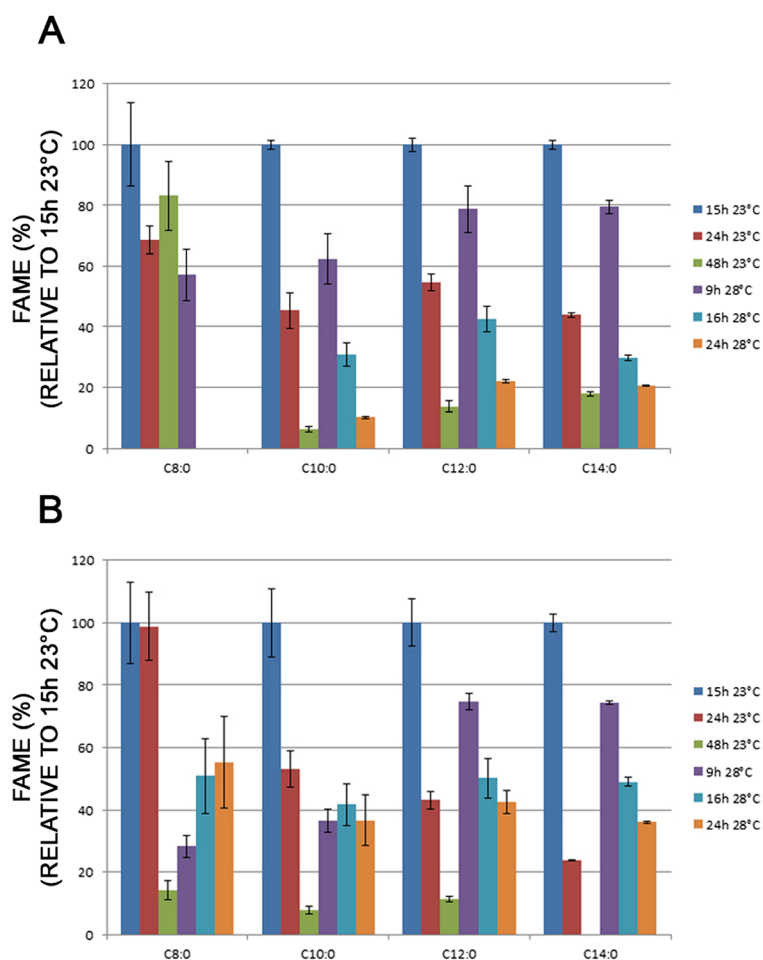 A
FAME (%)
(RELATIVE TO 15h 23°C)
120
100
80
60
40
20
0
C8:0 C10:0 C12:0 C14:0
15h 23°C
24h 23°C
48h 23°C
9h 28°C
16h 28°C
24h 28°C
B
FAME (%)
(RELATIVE TO 15h 23°C)
120
100
80
60
40
20
0
C8:0 C10:0 C12:0 C14:0
15h 23°C
24h 23°C
48h 23°C
9h 28°C
16h 28°C
24h 28°C